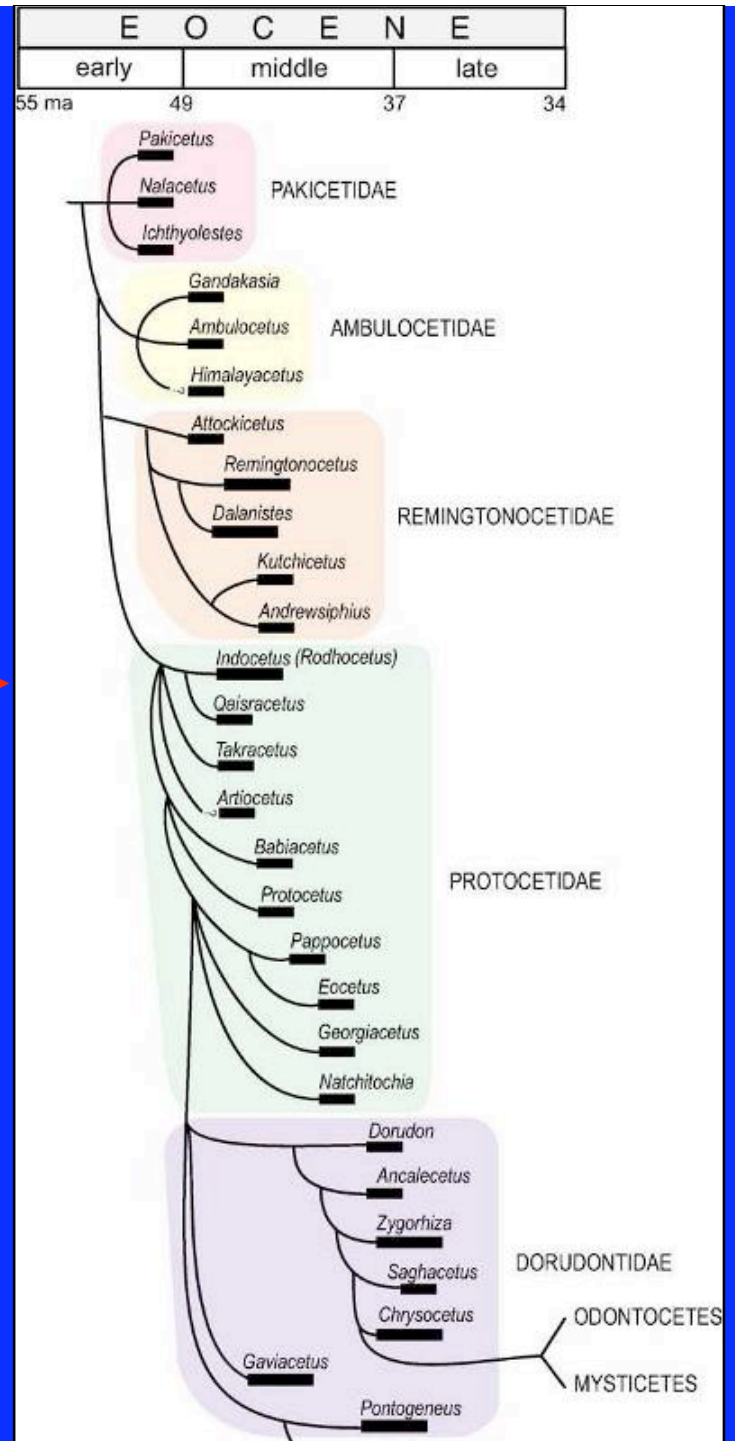 E O C E N E
early middle late
55 ma 49 37 34
Pakicetus
Nalacetus
PAKICETIDAE
Ichthyolestes
Gandakasia
Ambulocetus
AMBULOCETIDAE
Himalayacetus
?
Attockicetus
Remingtonocetus
Dalanistes
REMINGTONOCETIDAE
Kutchicetus
Andrewsiphius
Indocetus (Rodhocetus)
Qaisracetus
Takracetus
Artiocetus
?
Babiacetus
PROTOCETIDAE
Protocetus
Pappocetus
Eocetus
Georgiacetus
Natchitochia
Dorudon
Ancalecetus
Zygorhiza
DORUDONTIDAE
Saghacetus
Chrysocetus
ODONTOCETES
Gaviacetus
MYSTICETES
Pontogeneus